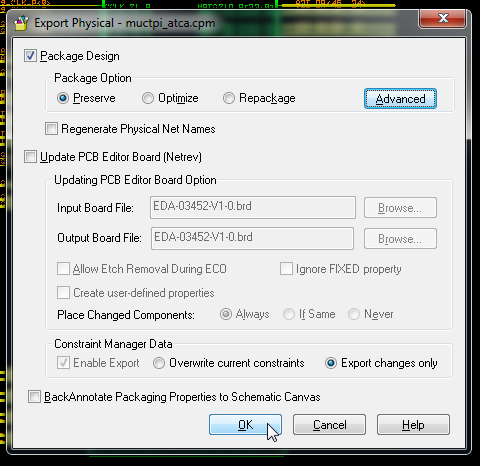 Export Physical - muctpi_atca.cpm
Package Design
Package Option
Preserve Optimize Repackage Advanced
Regenerate Physical Net Names
Update PCB Editor Board (Netrev)
Updating PCB Editor Board Option
Input Board File: EDA-03452-V1-0.brd Browse...
Output Board File: EDA-03452-V1-0.brd Browse...
Allow Etch Removal During ECO Ignore FIXED property
Create user-defined properties
Place Changed Components: Always If Same Never
Constraint Manager Data
Enable Export Overwrite current constraints Export changes only
BackAnnotate Packaging Properties to Schematic Canvas
OK Cancel Help